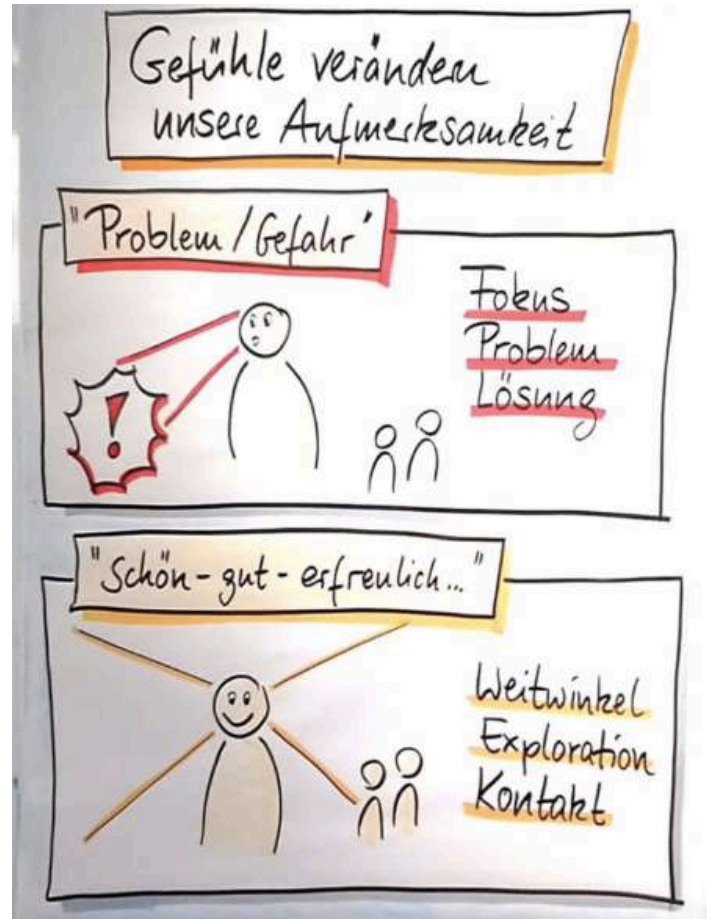 Gefühle verändern
unsere Aufmerksamkeit
"Problem / Gefahr"
!
Fokus
Problem
Lösung
"Schön - gut - erfreulich..."
Weitwinkel
Exploration
Kontakt